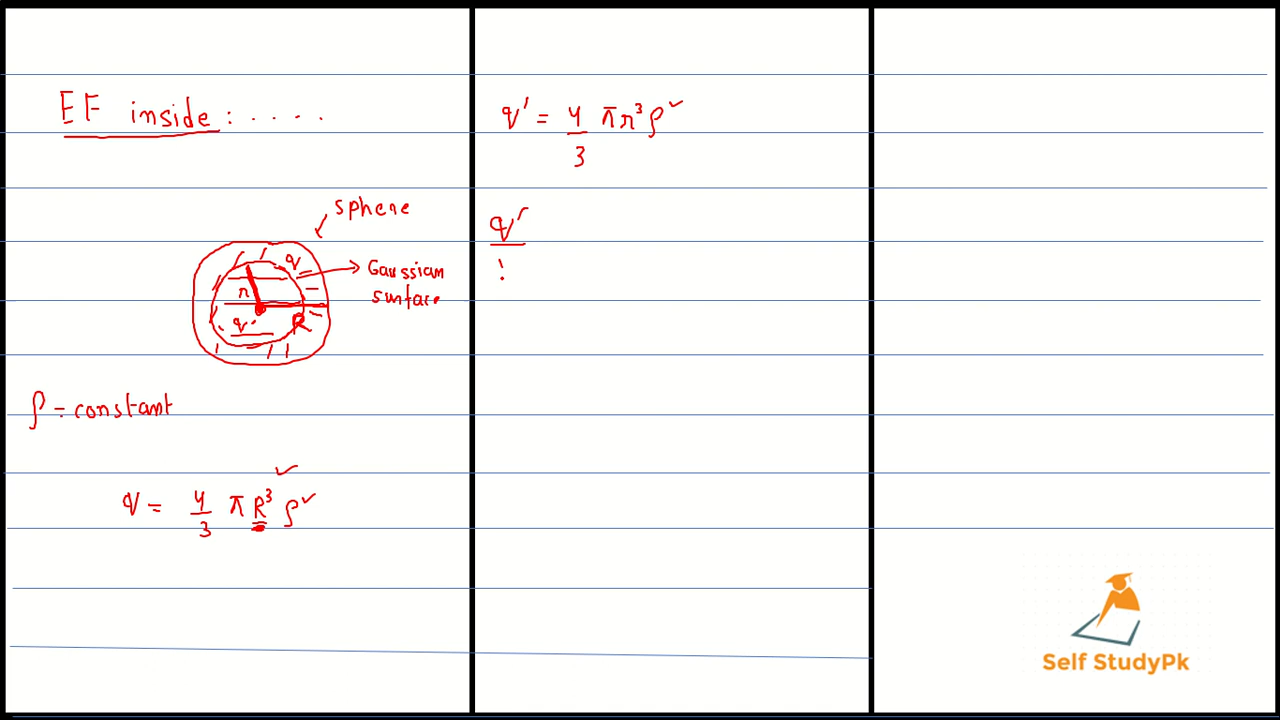 EF inside : . . . .
sphere
q
Gaussian
surface
r
q'
R
ρ = constant
q = 4/3 π R³ ρ
q' = 4/3 π r³ ρ
q'
Self StudyPk